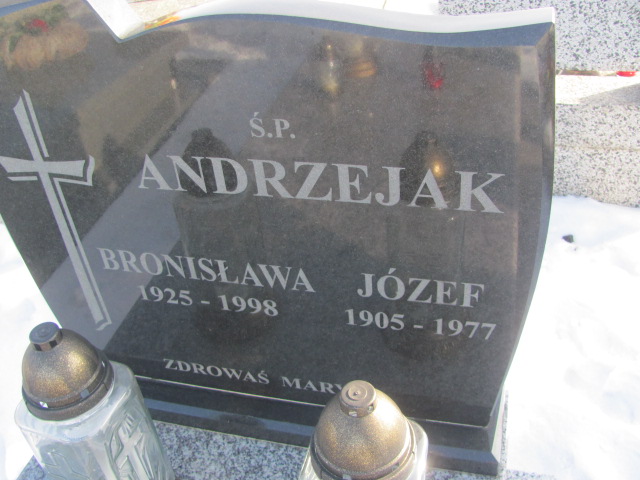 Ś.P.
ANDRZEJAK
BRONISŁAWA JÓZEF
1925 - 1998 1905 - 1977
ZDROWAŚ